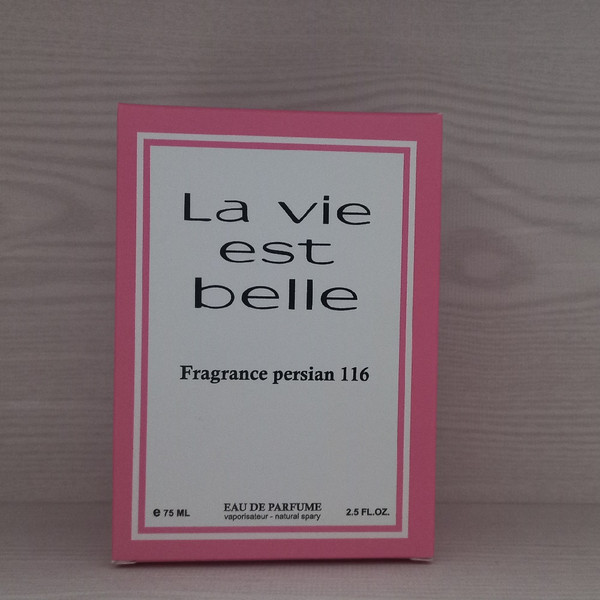 La vie
est
belle
Fragrance persian 116
e 75 ML
EAU DE PARFUME
vaporisateur - natural spary
2.5 FL.OZ.